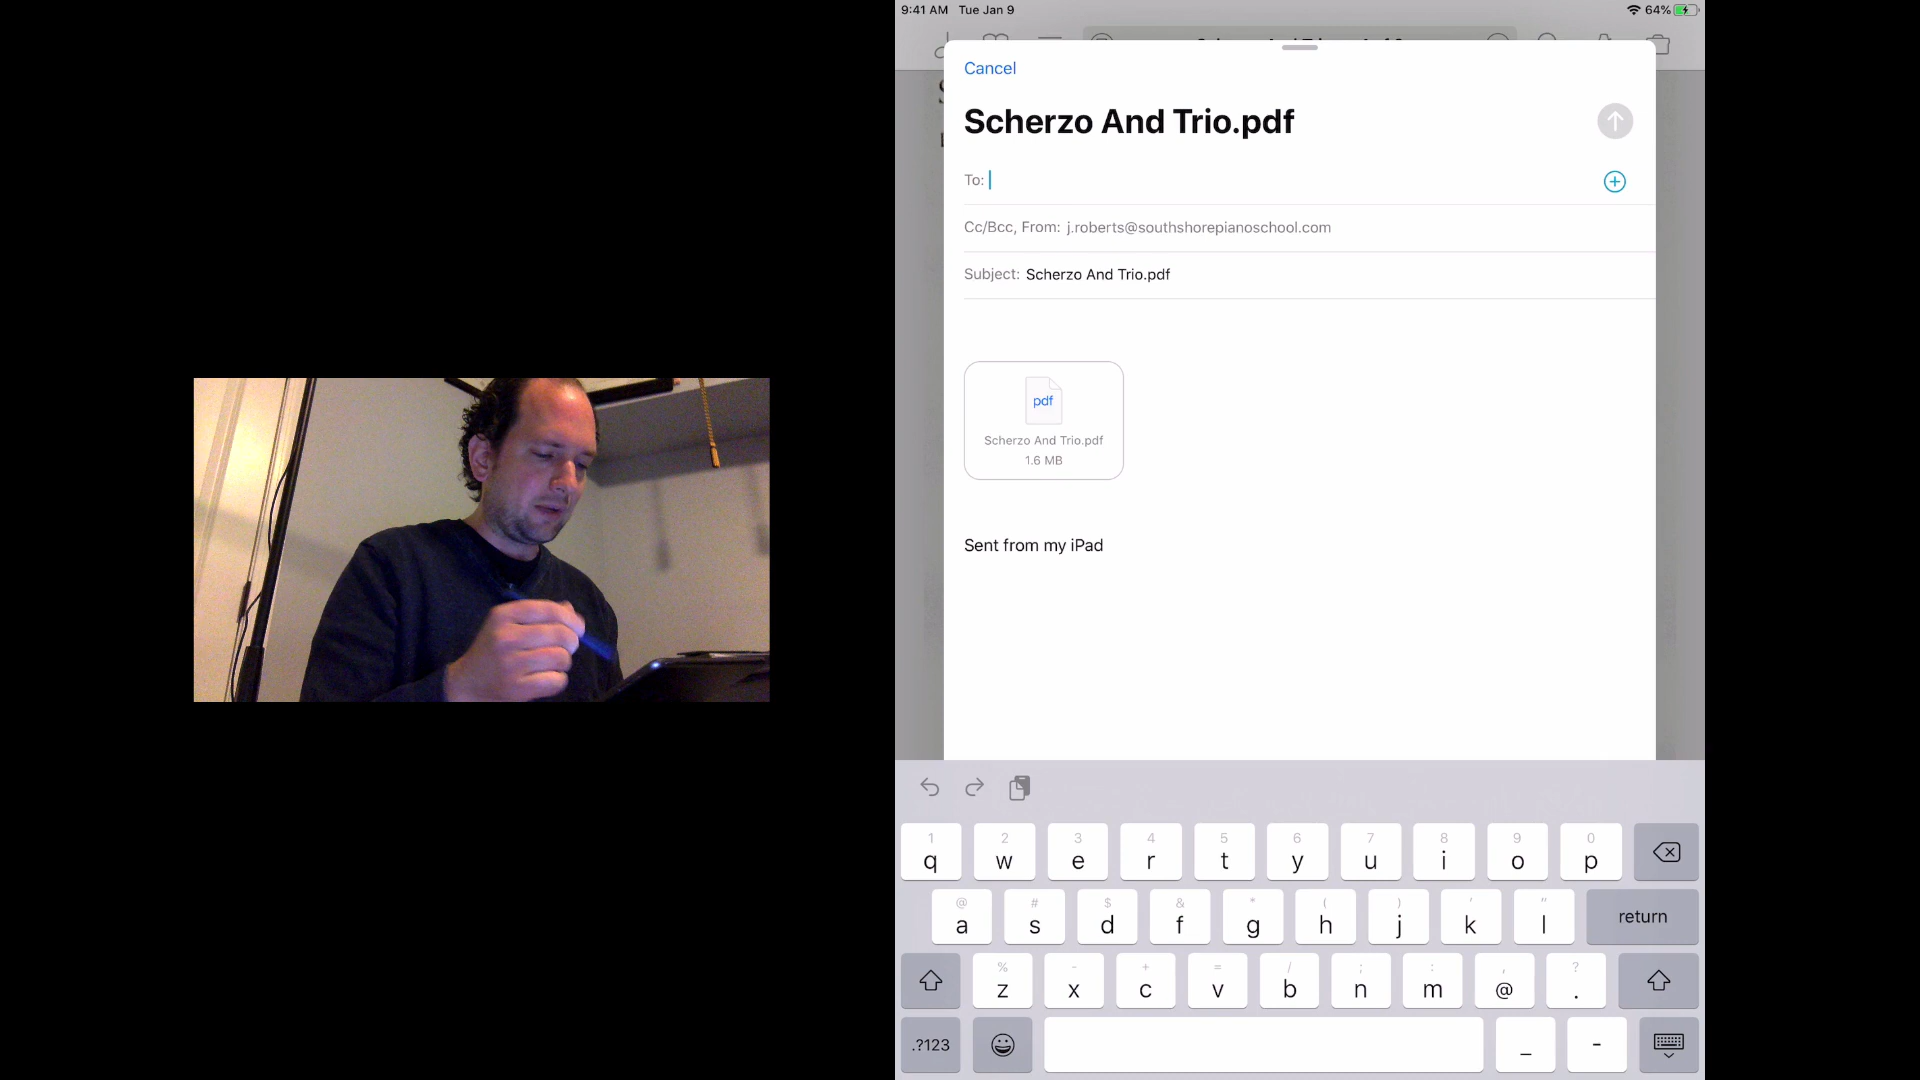 9:41 AM Tue Jan 9
64%
Cancel
Scherzo And Trio.pdf
To:
Cc/Bcc, From: j.roberts@southshorepianoschool.com
Subject: Scherzo And Trio.pdf
pdf
Scherzo And Trio.pdf
1.6 MB
Sent from my iPad
1 2 3 4 5 6 7 8 9 0
q w e r t y u i o p
@ # $ & * ( ) ' "
a s d f g h j k l return
% - + = / ; : , ?
z x c v b n m @ .
.?123 _ -